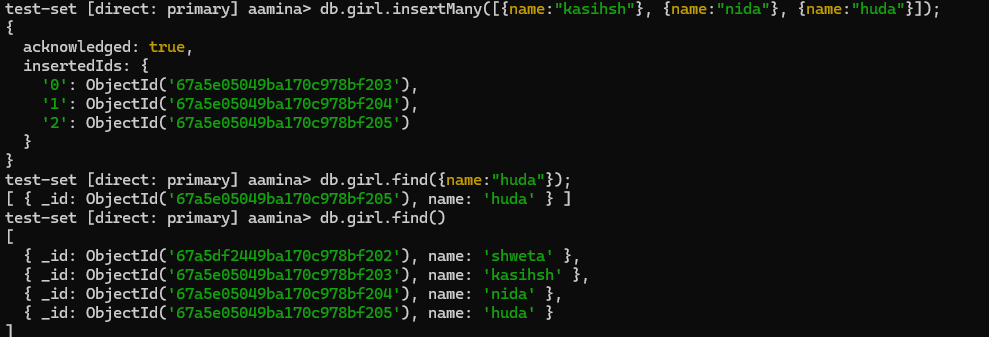 test-set [direct: primary] aamina> db.girl.insertMany([{name:"kasihsh"}, {name:"nida"}, {name:"huda"}]);
{
  acknowledged: true,
  insertedIds: {
    '0': ObjectId('67a5e05049ba170c978bf203'),
    '1': ObjectId('67a5e05049ba170c978bf204'),
    '2': ObjectId('67a5e05049ba170c978bf205')
  }
}
test-set [direct: primary] aamina> db.girl.find({name:"huda"});
[ { _id: ObjectId('67a5e05049ba170c978bf205'), name: 'huda' } ]
test-set [direct: primary] aamina> db.girl.find()
[
  { _id: ObjectId('67a5df2449ba170c978bf202'), name: 'shweta' },
  { _id: ObjectId('67a5e05049ba170c978bf203'), name: 'kasihsh' },
  { _id: ObjectId('67a5e05049ba170c978bf204'), name: 'nida' },
  { _id: ObjectId('67a5e05049ba170c978bf205'), name: 'huda' }
]